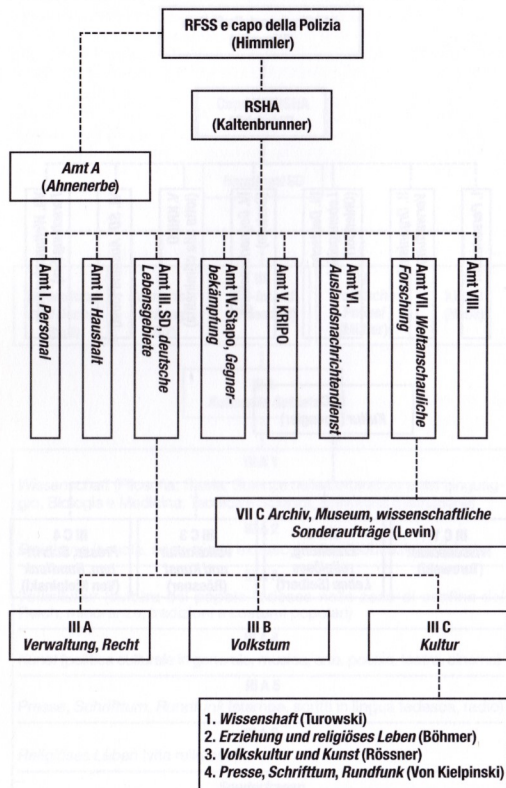 RFSS e capo della Polizia
(Himmler)
RSHA
(Kaltenbrunner)
Amt A
(Ahnenerbe)
Amt I. Personal
Amt II. Haushalt
Amt III. SD, deutsche
Lebensgebiete
Amt IV. Stapo, Gegner-
bekämpfung
Amt V. KRIPO
Amt VI.
Auslandsnachrichtendienst
Amt VII. Weltanschauliche
Forschung
Amt VIII.
VII C Archiv, Museum, wissenschaftliche
Sonderaufträge (Levin)
III A
Verwaltung, Recht
III B
Volkstum
III C
Kultur
1. Wissenshaft (Turowski)
2. Erziehung und religiöses Leben (Böhmer)
3. Volkskultur und Kunst (Rössner)
4. Presse, Schrifttum, Rundfunk (Von Kielpinski)